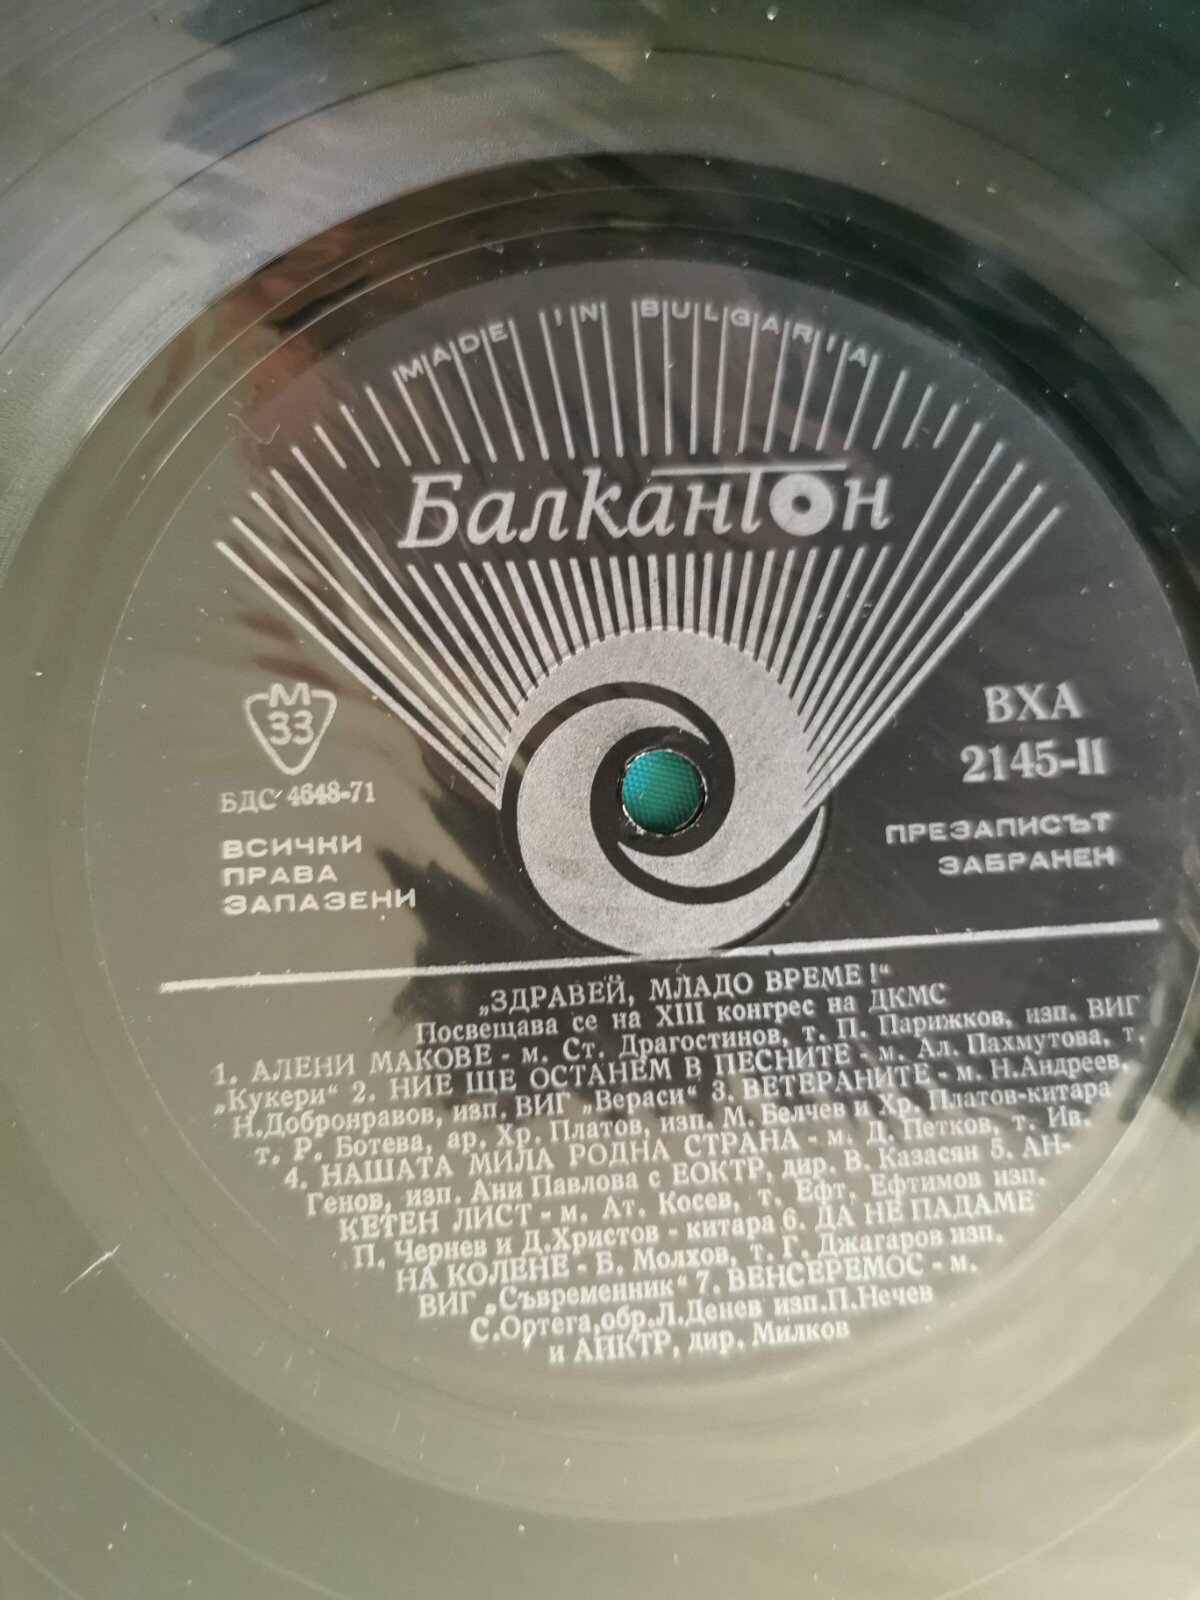 MADE IN BULGARIA
Балкантон
М
33
БДС 4648-71
ВСИЧКИ
ПРАВА
ЗАПАЗЕНИ
ВХА
2145-II
ПРЕЗАПИСЪТ
ЗАБРАНЕН
„ЗДРАВЕЙ, МЛАДО ВРЕМЕ!“
Посвещава се на XIII конгрес на ДКМС
1. АЛЕНИ МАКОВЕ - м. Ст. Драгостинов, т. П. Парижков, изп. ВИГ
„Кукери“ 2. НИЕ ЩЕ ОСТАНЕМ В ПЕСНИТЕ - м. Ал. Пахмутова, т.
Н.Добронравов, изп. ВИГ „Вераси“ 3. ВЕТЕРАНИТЕ - м. Н.Андреев,
т. Р. Ботева, ар. Хр. Платов, изп. М. Белчев и Хр. Платов-китара
4. НАШАТА МИЛА РОДНА СТРАНА - м. Д. Петков, т. Ив.
Генов, изп. Ани Павлова с ЕОКТР, дир. В. Казасян 5. АН-
КЕТЕН ЛИСТ - м. Ат. Косев, т. Ефт. Ефтимов изп.
П. Чернев и Д.Христов - китара 6. ДА НЕ ПАДАМЕ
НА КОЛЕНЕ - Б. Молхов, т. Г. Джагаров изп.
ВИГ „Съвременник“ 7. ВЕНСЕРЕМОС - м.
С.Ортега,обр.Л.Денев изп.П.Нечев
и АПКТР, дир. Милков